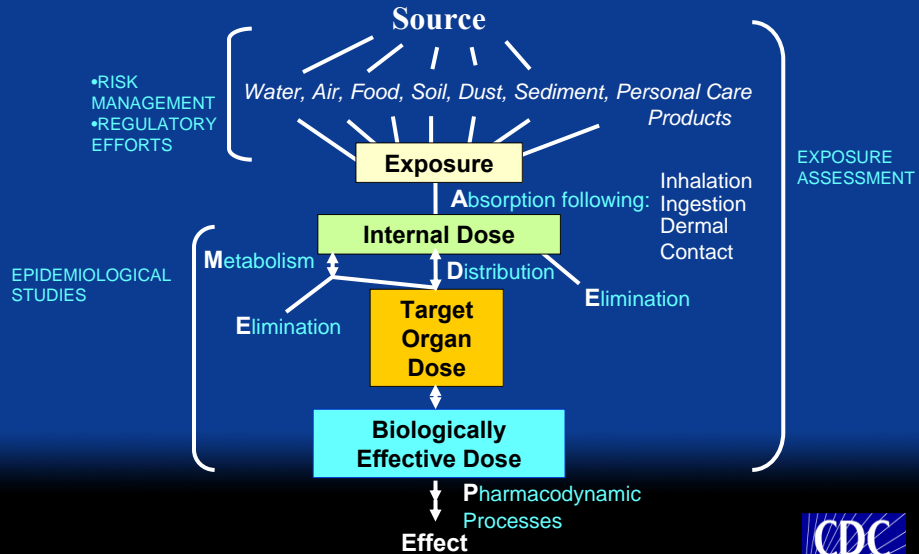 Source
•RISK
MANAGEMENT
•REGULATORY
EFFORTS
Water, Air, Food, Soil, Dust, Sediment, Personal Care
Products
Exposure
EXPOSURE
ASSESSMENT
Absorption following:
Inhalation
Ingestion
Dermal
Contact
Internal Dose
EPIDEMIOLOGICAL
STUDIES
Metabolism
Distribution
Elimination
Elimination
Target
Organ
Dose
Biologically
Effective Dose
Pharmacodynamic
Processes
Effect
CDC